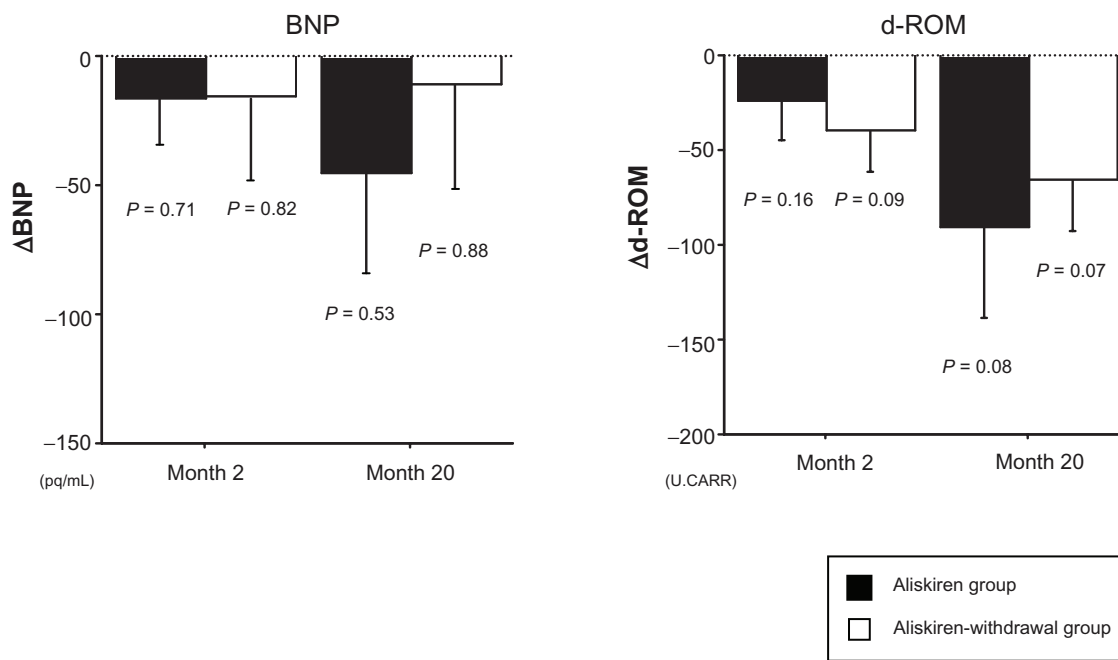 BNP
0
−50
−100
−150
ΔBNP
(pq/mL)
P = 0.71
P = 0.82
P = 0.53
P = 0.88
Month 2
Month 20
d-ROM
0
−50
−100
−150
−200
Δd-ROM
(U.CARR)
P = 0.16
P = 0.09
P = 0.08
P = 0.07
Month 2
Month 20
Aliskiren group
Aliskiren-withdrawal group